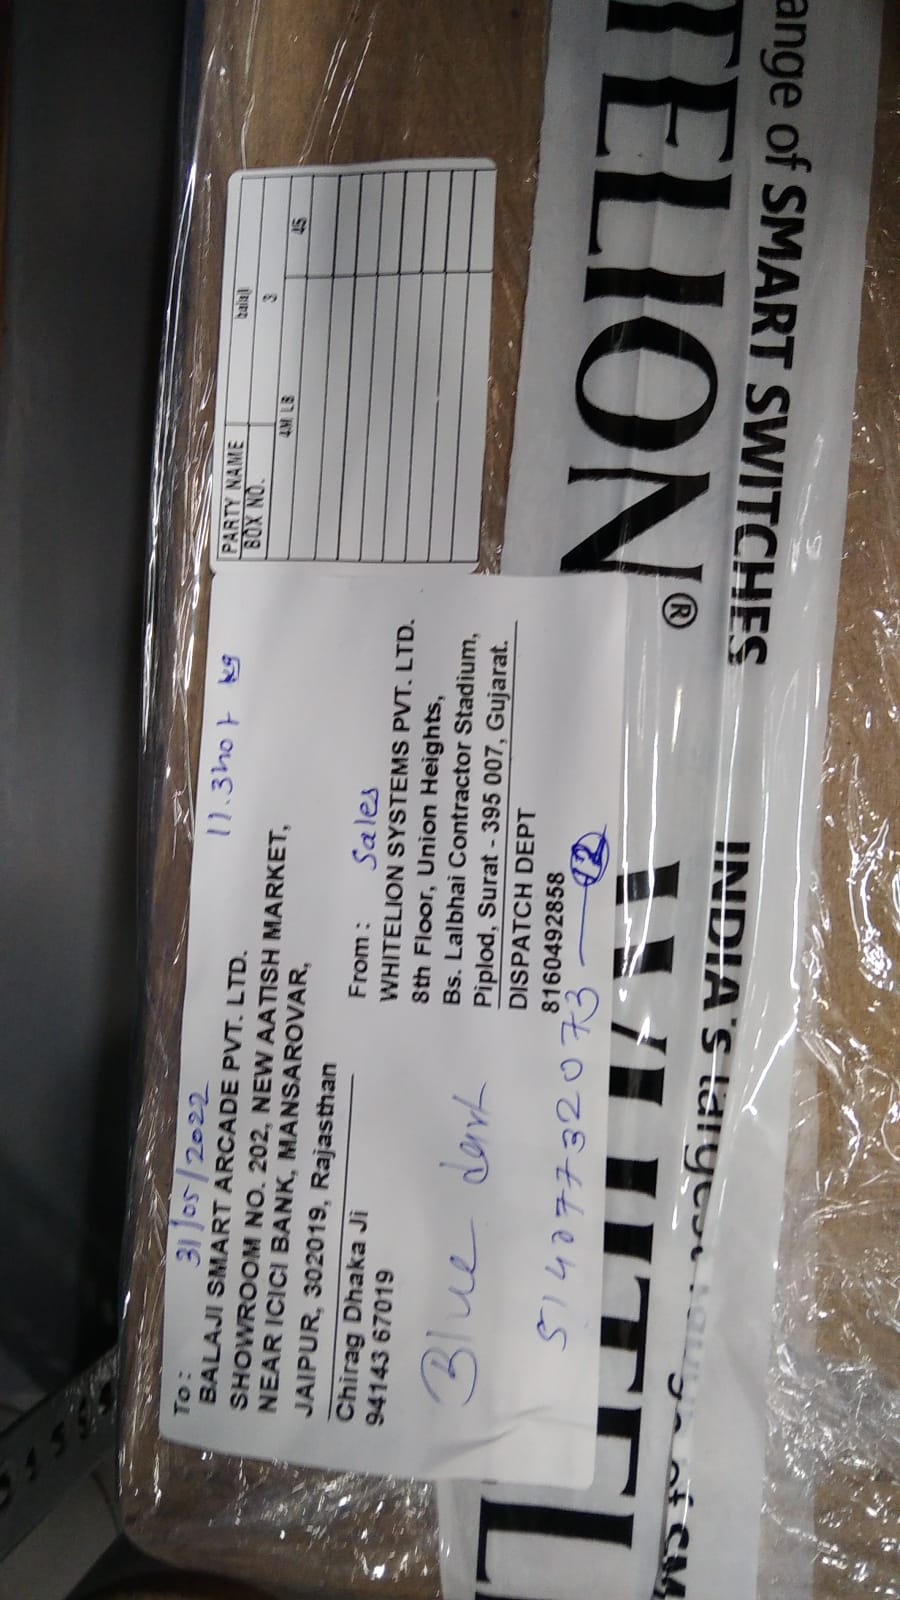 To:
31/05/2022
11.340 + kg
BALAJI SMART ARCADE PVT. LTD.
SHOWROOM NO. 202, NEW AATISH MARKET,
NEAR ICICI BANK, MANSAROVAR,
JAIPUR, 302019, Rajasthan
Chirag Dhaka Ji
94143 67019
From: Sales
WHITELION SYSTEMS PVT. LTD.
8th Floor, Union Heights,
Bs. Lalbhai Contractor Stadium,
Piplod, Surat - 395 007, Gujarat.
DISPATCH DEPT
8160492858
Blue dart
51407732073 — 12
PARTY NAME balaji
BOX NO. 3
4M LB 45
WHITELION®
INDIA's largest range of SMART SWITCHES